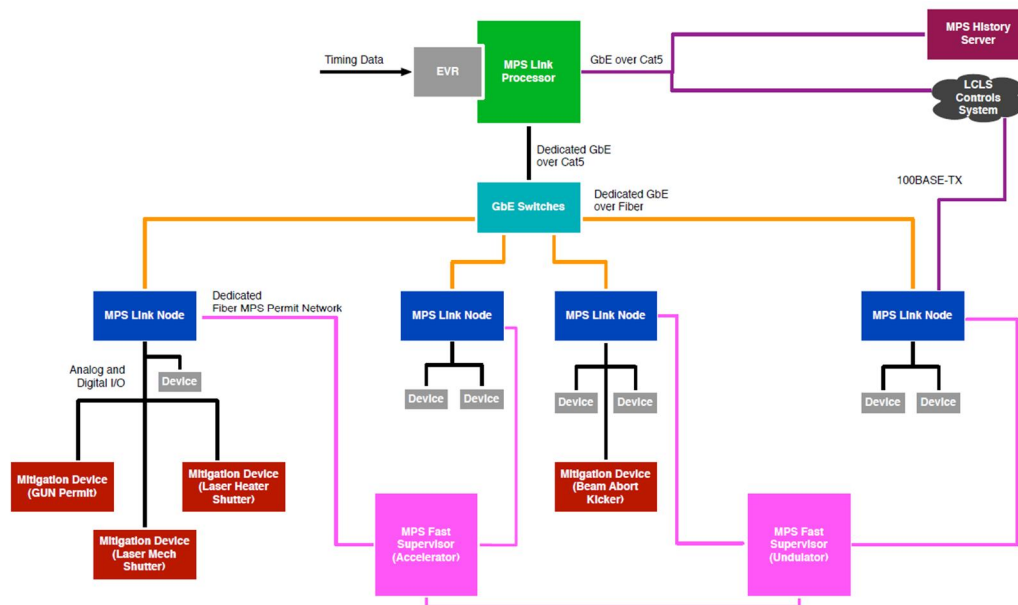 MPS History
Server
Timing Data
EVR
MPS Link
Processor
GbE over Cat5
LCLS
Controls
System
Dedicated GbE
over Cat5
100BASE-TX
GbE Switches
Dedicated GbE
over Fiber
MPS Link Node
Dedicated
Fiber MPS Permit Network
MPS Link Node
MPS Link Node
MPS Link Node
Analog and
Digital I/O
Device
Device
Device
Device
Device
Device
Device
Mitigation Device
(GUN Permit)
Mitigation Device
(Laser Heater
Shutter)
Mitigation Device
(Beam Abort
Kicker)
Mitigation Device
(Laser Mech
Shutter)
MPS Fast
Supervisor
(Accelerator)
MPS Fast
Supervisor
(Undulator)